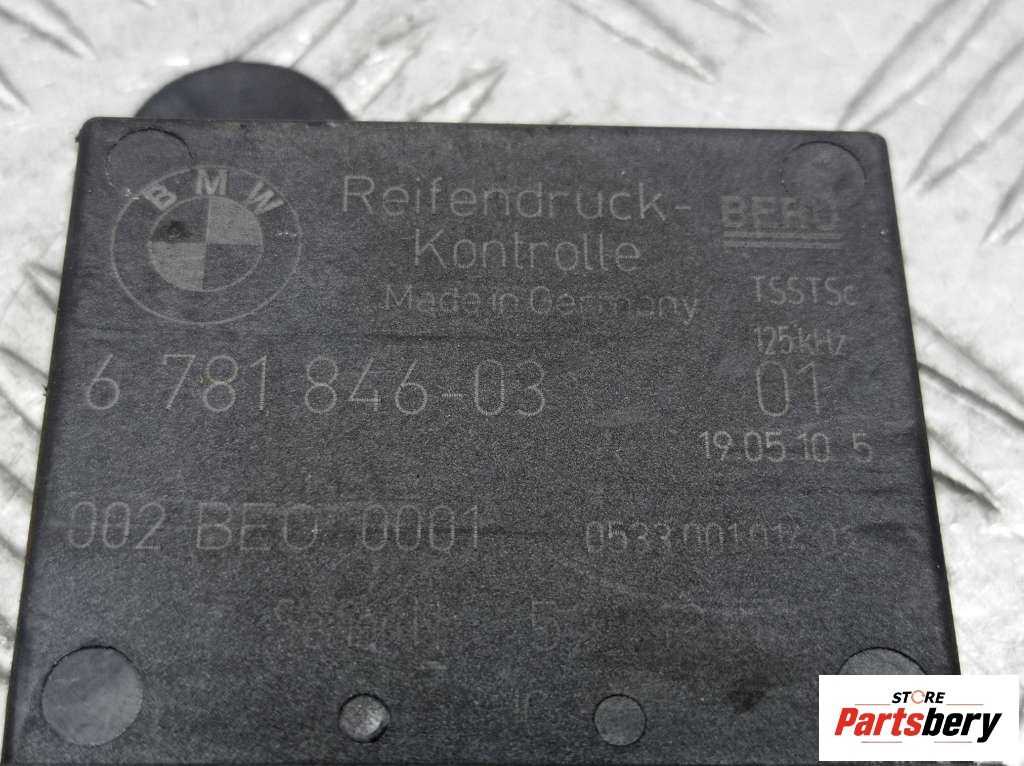 BMW
Reifendruck-
Kontrolle
Made in Germany
BERU
TSSTSc
125kHz
6 781 846-03
01
19.05.10 5
002 BEC 0001
STORE
Partsbery